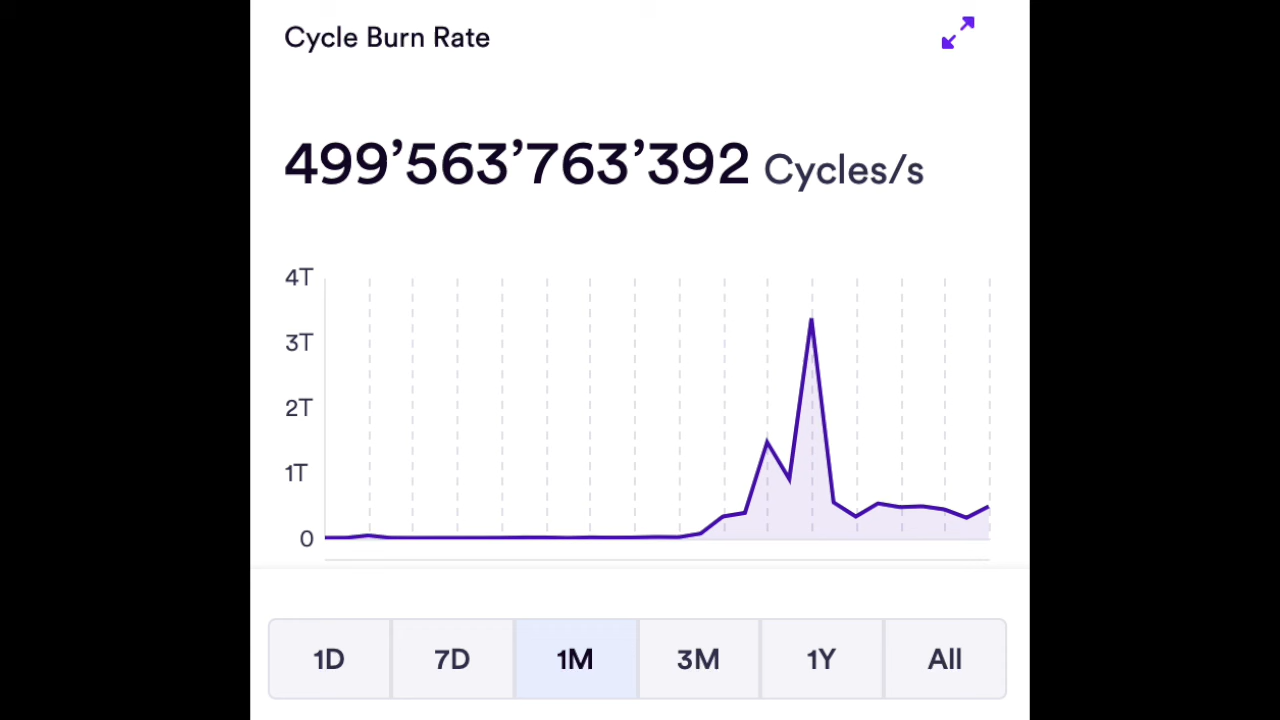 Cycle Burn Rate
499’563’763’392 Cycles/s
4T
3T
2T
1T
0
1D 7D 1M 3M 1Y All